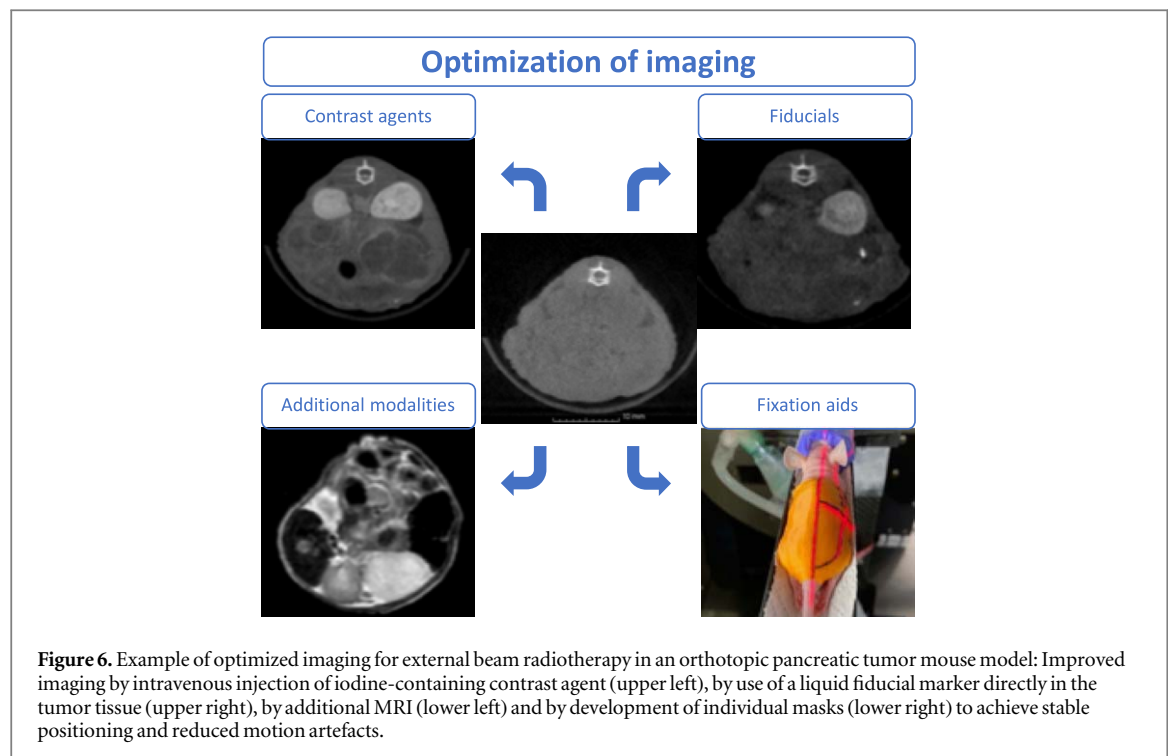 Optimization of imaging
Contrast agents
Fiducials
10 mm
Additional modalities
Fixation aids
Figure 6. Example of optimized imaging for external beam radiotherapy in an orthotopic pancreatic tumor mouse model: Improved
imaging by intravenous injection of iodine-containing contrast agent (upper left), by use of a liquid fiducial marker directly in the
tumor tissue (upper right), by additional MRI (lower left) and by development of individual masks (lower right) to achieve stable
positioning and reduced motion artefacts.